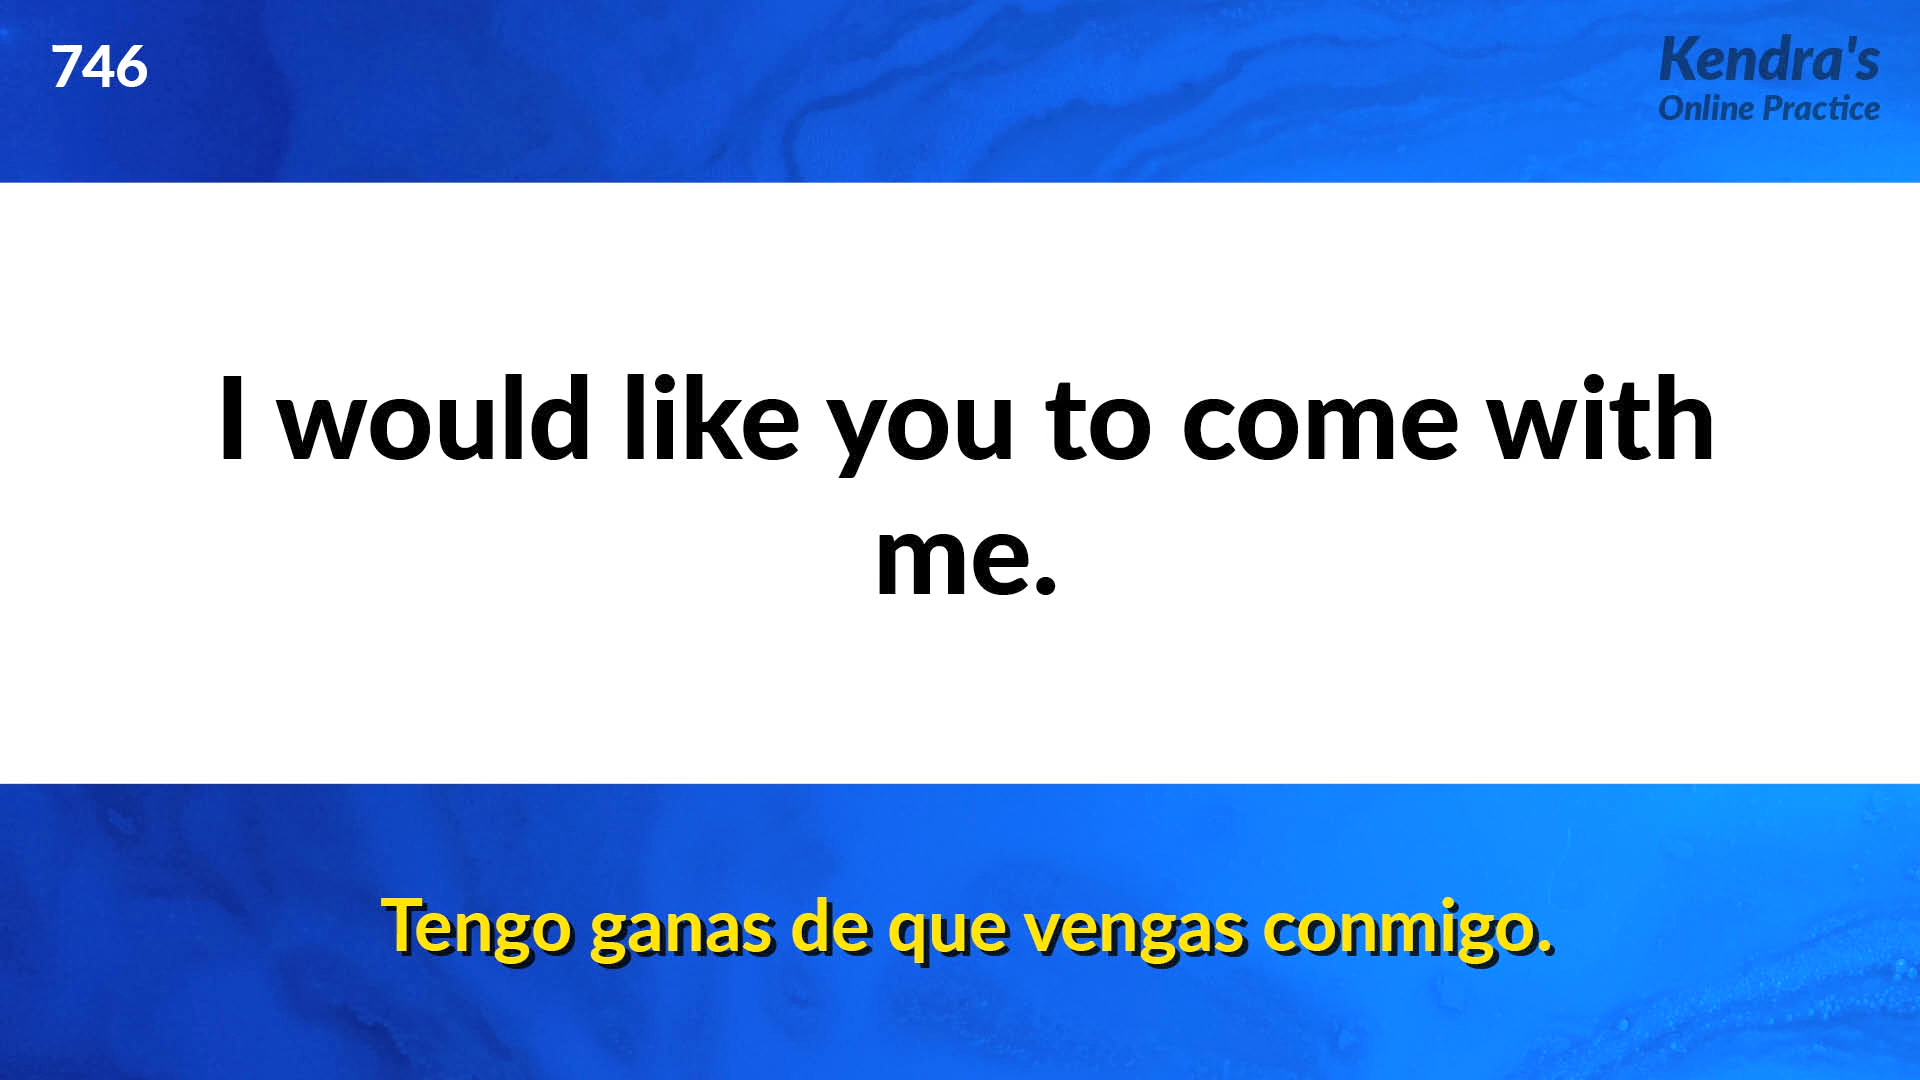 746
Kendra's
Online Practice
I would like you to come with
me.
Tengo ganas de que vengas conmigo.